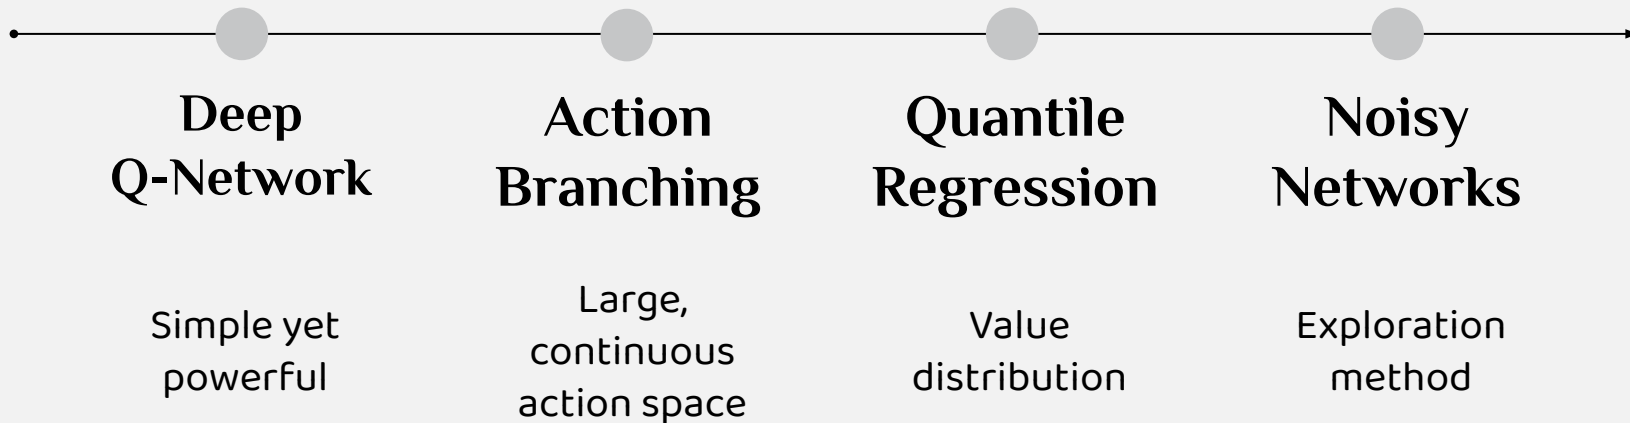 Deep
Q-Network
Simple yet
powerful
Action
Branching
Large,
continuous
action space
Quantile
Regression
Value
distribution
Noisy
Networks
Exploration
method